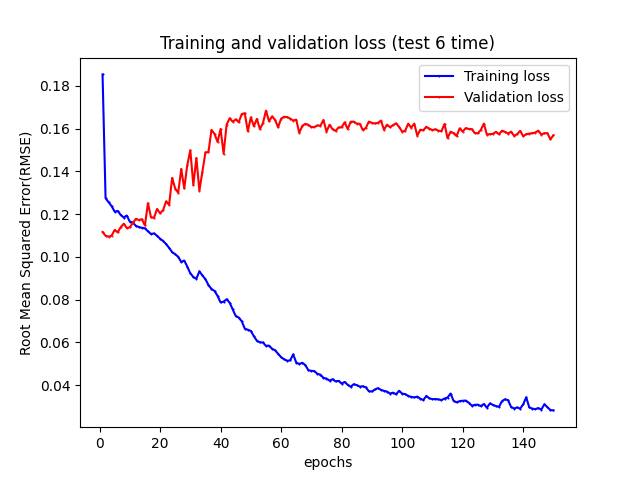 Training and validation loss (test 6 time)
Training loss
Validation loss
0.18
0.16
0.14
0.12
0.10
0.08
0.06
0.04
Root Mean Squared Error(RMSE)
0 20 40 60 80 100 120 140
epochs